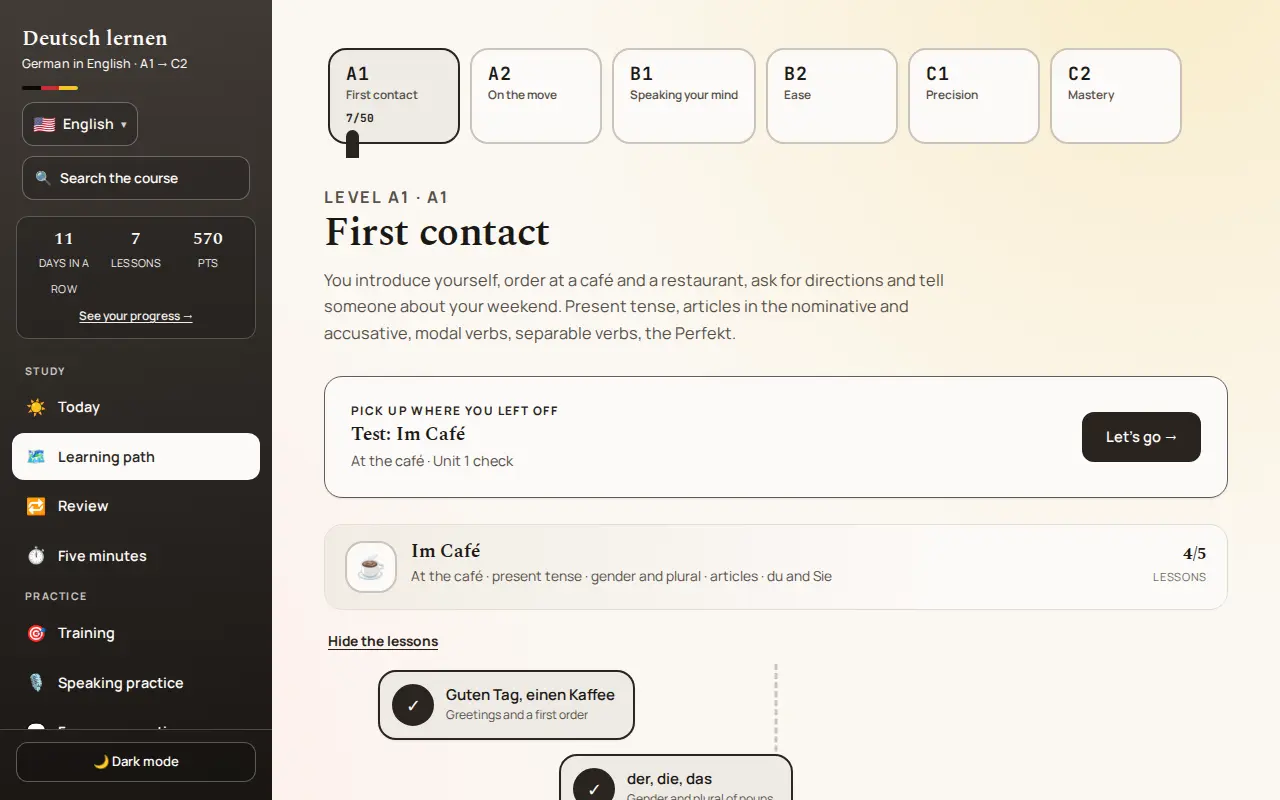 Deutsch lernen
German in English · A1 → C2
English ▾
Search the course
11
DAYS IN A ROW
7
LESSONS
570
PTS
See your progress →
STUDY
Today
Learning path
Review
Five minutes
PRACTICE
Training
Speaking practice
Dark mode
A1
First contact
7/50
A2
On the move
B1
Speaking your mind
B2
Ease
C1
Precision
C2
Mastery
LEVEL A1 · A1
First contact
You introduce yourself, order at a café and a restaurant, ask for directions and tell
someone about your weekend. Present tense, articles in the nominative and
accusative, modal verbs, separable verbs, the Perfekt.
PICK UP WHERE YOU LEFT OFF
Test: Im Café
At the café · Unit 1 check
Let's go →
Im Café
At the café · present tense · gender and plural · articles · du and Sie
4/5
LESSONS
Hide the lessons
Guten Tag, einen Kaffee
Greetings and a first order
der, die, das
Gender and plural of nouns